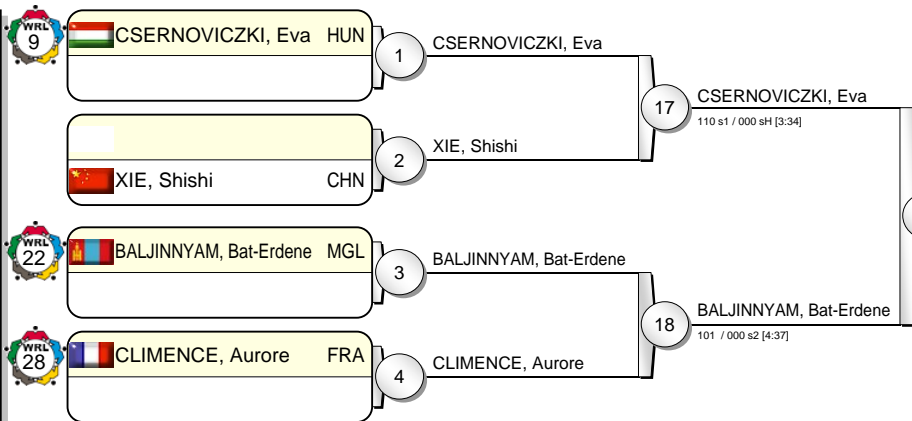 WRL
9
CSERNOVICZKI, Eva HUN
1
CSERNOVICZKI, Eva
17
CSERNOVICZKI, Eva
110 s1 / 000 sH [3:34]
XIE, Shishi CHN
2
XIE, Shishi
WRL
22
BALJINNYAM, Bat-Erdene MGL
3
BALJINNYAM, Bat-Erdene
18
BALJINNYAM, Bat-Erdene
101 / 000 s2 [4:37]
WRL
28
CLIMENCE, Aurore FRA
4
CLIMENCE, Aurore